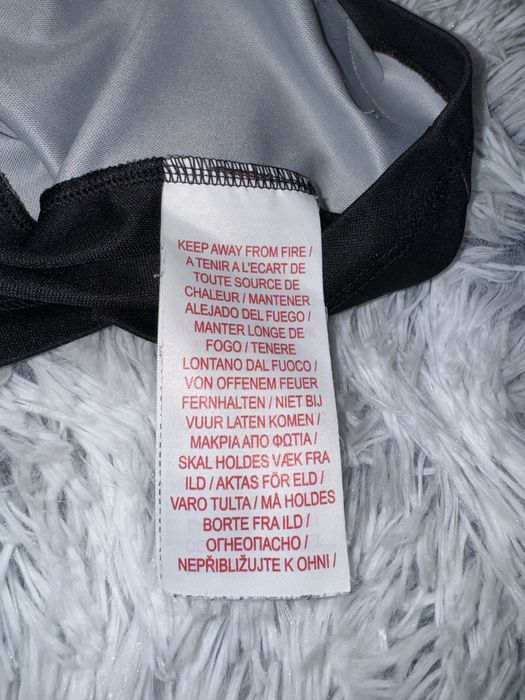 KEEP AWAY FROM FIRE /
A TENIR A L'ECART DE
TOUTE SOURCE DE
CHALEUR / MANTENER
ALEJADO DEL FUEGO /
MANTER LONGE DE
FOGO / TENERE
LONTANO DAL FUOCO /
VON OFFENEM FEUER
FERNHALTEN / NIET BIJ
VUUR LATEN KOMEN /
ΜΑΚΡΙΑ ΑΠΟ ΦΩΤΙΑ /
SKAL HOLDES VÆK FRA
ILD / AKTAS FÖR ELD /
VARO TULTA / MÅ HOLDES
BORTE FRA ILD /
ОГНЕОПАСНО /
NEPŘIBLIŽUJTE K OHNI /